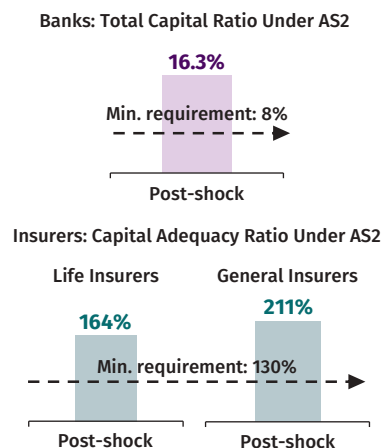 Banks: Total Capital Ratio Under AS2
16.3%
Min. requirement: 8%
Post-shock
Insurers: Capital Adequacy Ratio Under AS2
Life Insurers
General Insurers
164%
211%
Min. requirement: 130%
Post-shock
Post-shock